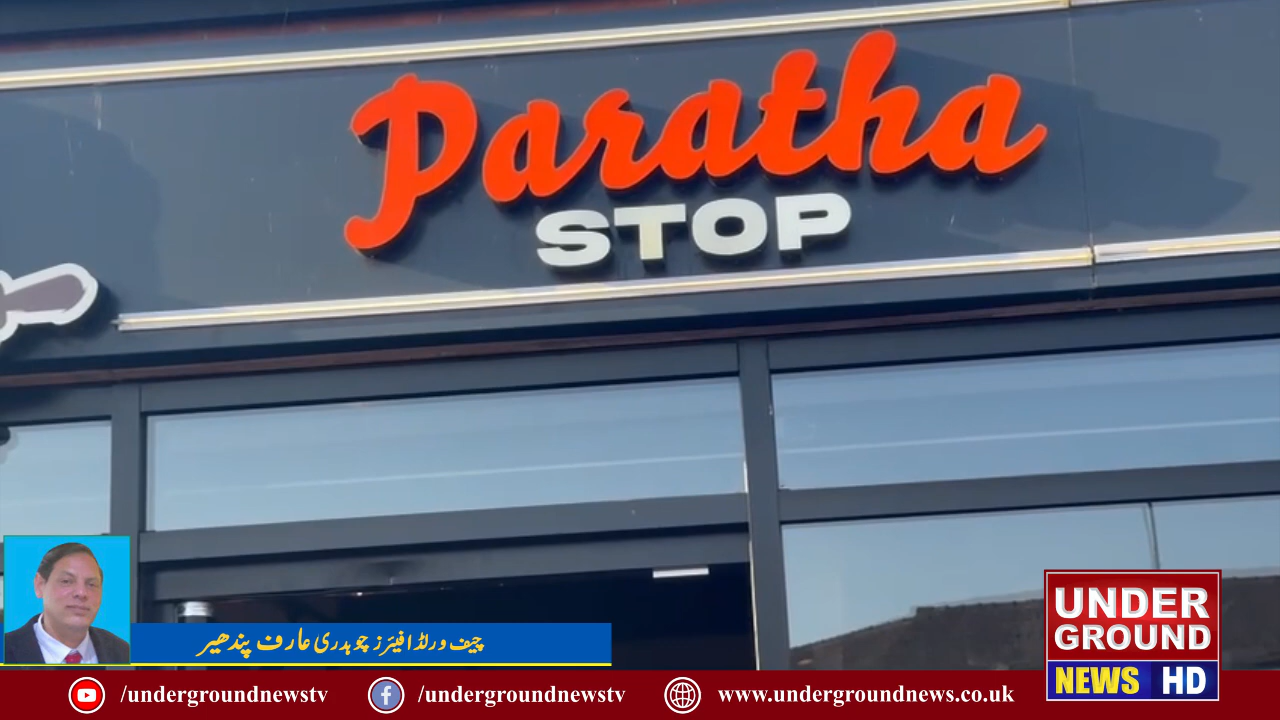 Paratha
STOP
چیف ورلڈ افیئرز چوہدری عارف پندھیر
UNDER
GROUND
NEWS HD
/undergroundnewstv
/undergroundnewstv
www.undergroundnews.co.uk